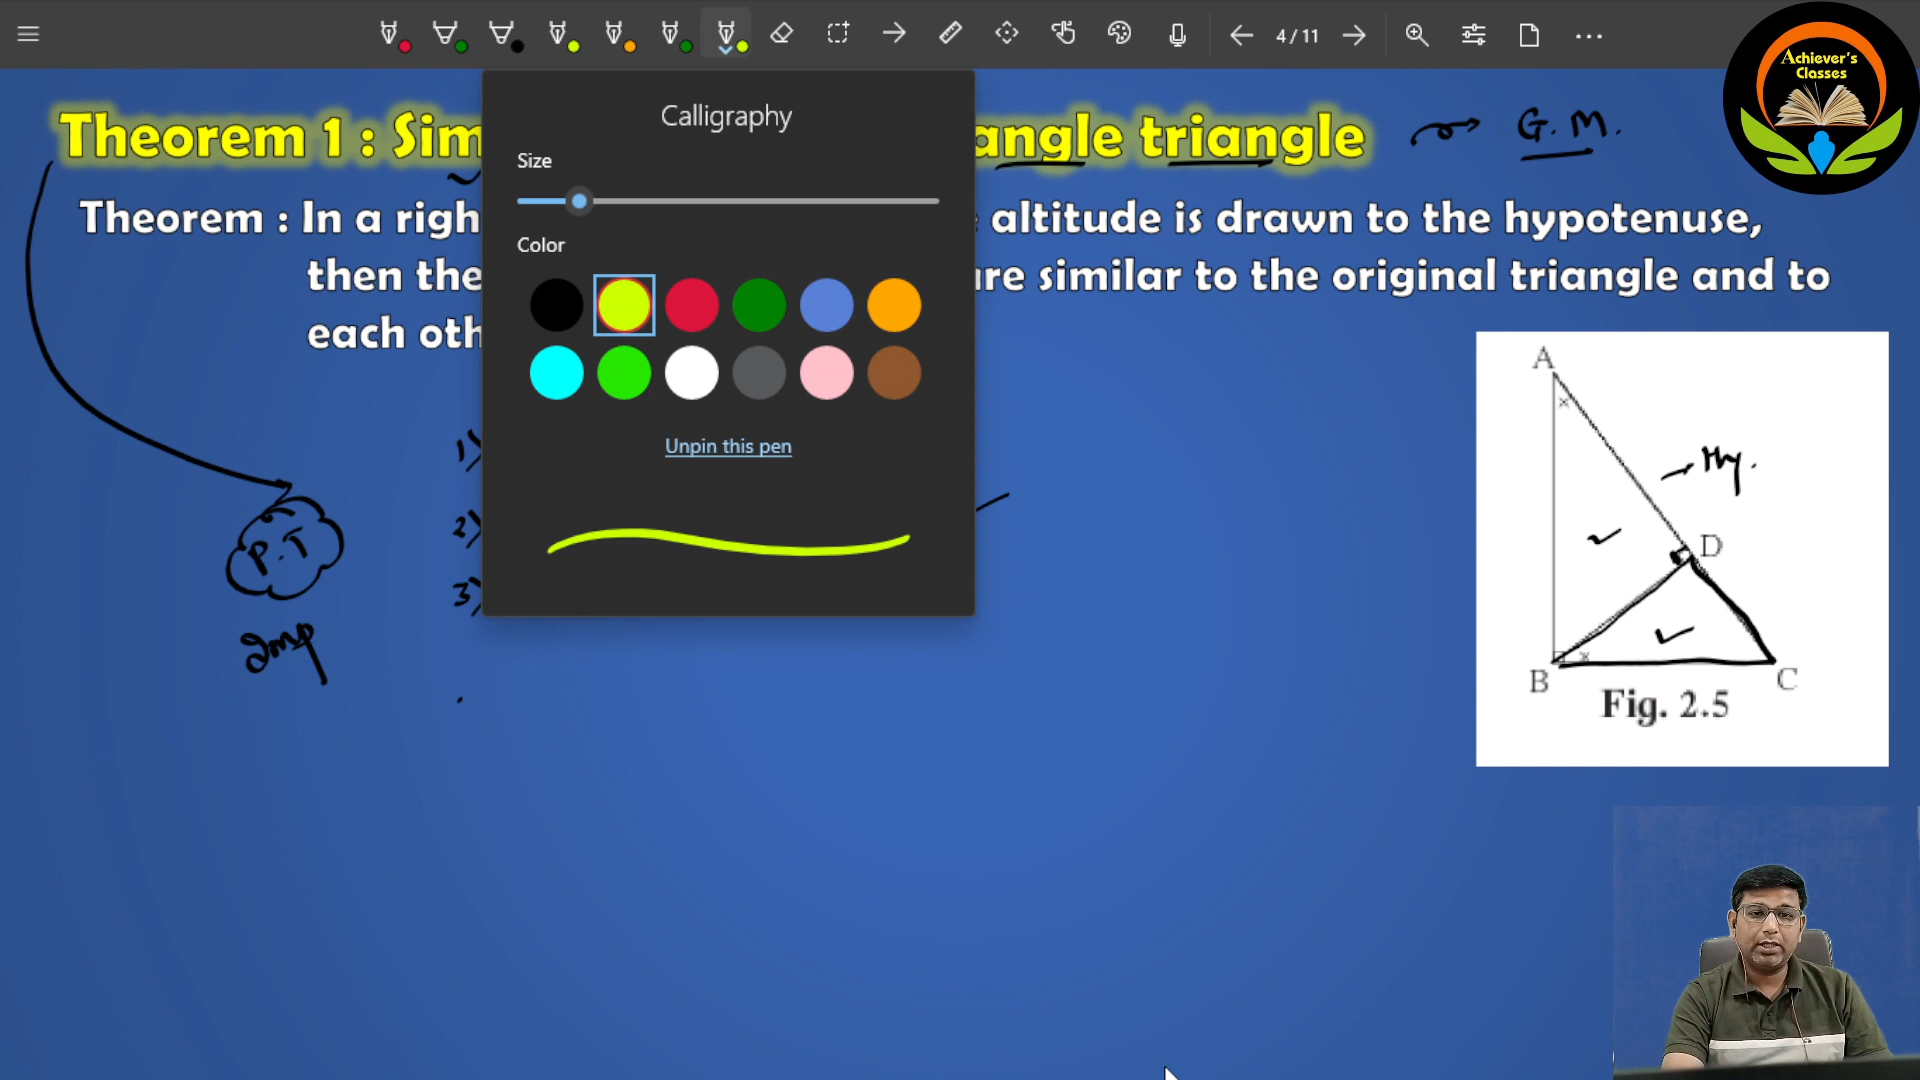 4 / 11
Achiever's
Classes
Calligraphy
Size
Color
Unpin this pen
Theorem 1 : Sim angle triangle G.M.
Theorem : In a righ altitude is drawn to the hypotenuse,
then the are similar to the original triangle and to
each oth
1)
2)
3)
P.T
Imp
A
Hy.
D
B
C
Fig. 2.5